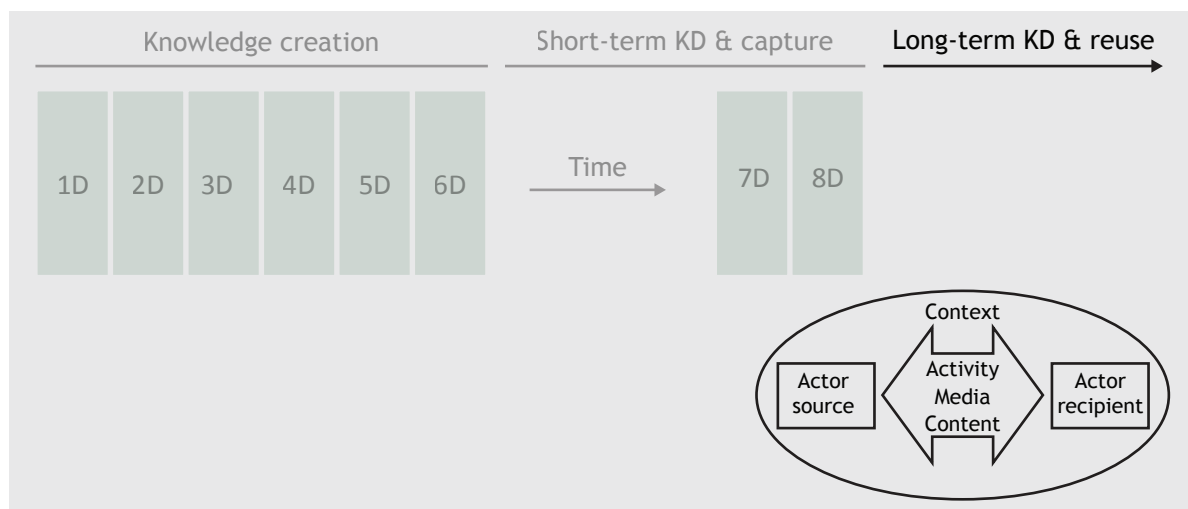 Knowledge creation
Short-term KD & capture
Long-term KD & reuse
1D
2D
3D
4D
5D
6D
Time
7D
8D
Context
Activity
Media
Content
Actor
source
Actor
recipient